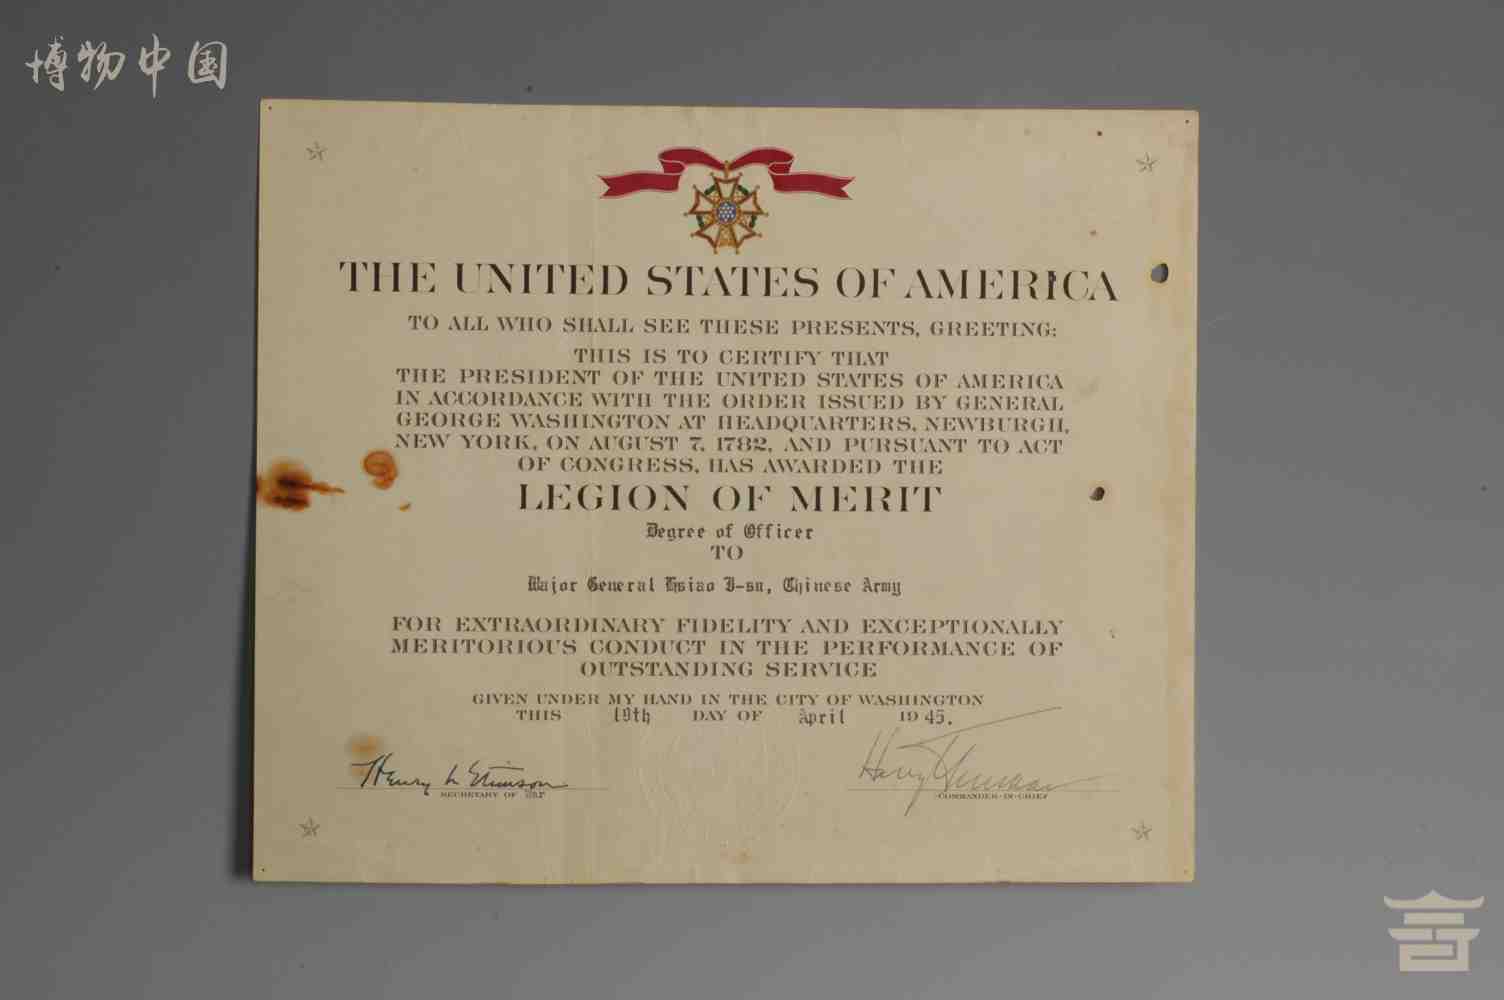 博物中国
THE UNITED STATES OF AMERICA
TO ALL WHO SHALL SEE THESE PRESENTS, GREETING:
THIS IS TO CERTIFY THAT
THE PRESIDENT OF THE UNITED STATES OF AMERICA
IN ACCORDANCE WITH THE ORDER ISSUED BY GENERAL
GEORGE WASHINGTON AT HEADQUARTERS, NEWBURGH,
NEW YORK, ON AUGUST 7, 1782, AND PURSUANT TO ACT
OF CONGRESS, HAS AWARDED THE
LEGION OF MERIT
Degree of Officer
TO
Major General Hsiao I-su, Chinese Army
FOR EXTRAORDINARY FIDELITY AND EXCEPTIONALLY
MERITORIOUS CONDUCT IN THE PERFORMANCE OF
OUTSTANDING SERVICE
GIVEN UNDER MY HAND IN THE CITY OF WASHINGTON
THIS 19th DAY OF April 1945.
Henry L Stimson Harry Truman
SECRETARY OF War COMMANDER-IN-CHIEF